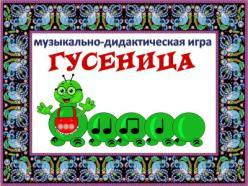 музыкально-дидактическая игра
ГУСЕНИЦА